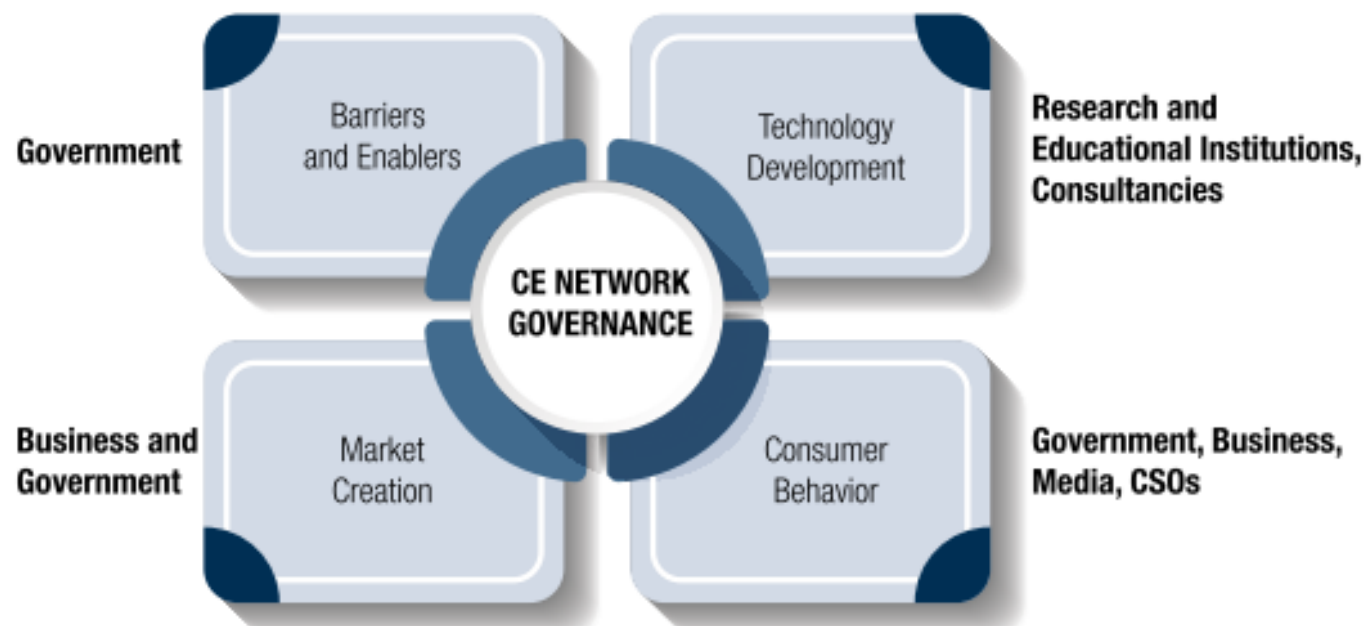 Government
Barriers
and Enablers
Technology
Development
Research and
Educational Institutions,
Consultancies
CE NETWORK
GOVERNANCE
Business and
Government
Market
Creation
Consumer
Behavior
Government, Business,
Media, CSOs